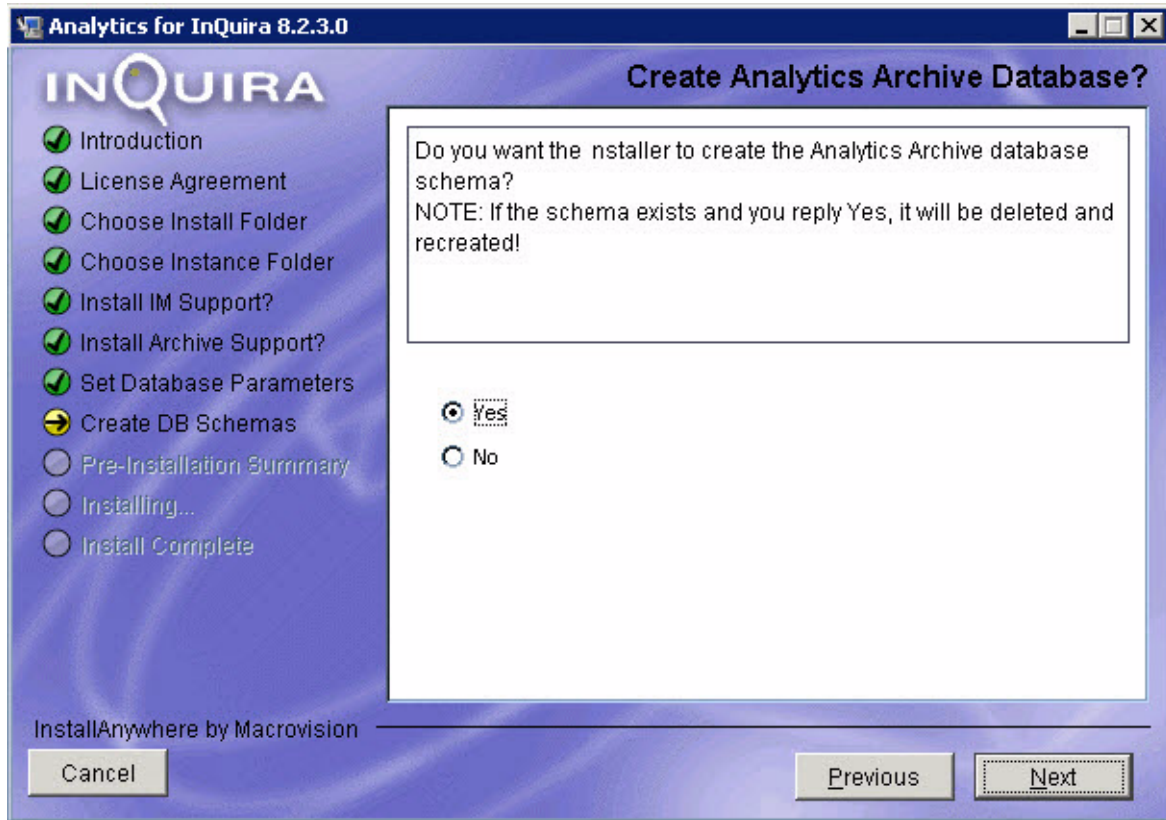 Analytics for InQuira 8.2.3.0
INQUIRA
Create Analytics Archive Database?
Introduction
License Agreement
Choose Install Folder
Choose Instance Folder
Install IM Support?
Install Archive Support?
Set Database Parameters
Create DB Schemas
Pre-Installation Summary
Installing...
Install Complete
Do you want the nstaller to create the Analytics Archive database
schema?
NOTE: If the schema exists and you reply Yes, it will be deleted and
recreated!
Yes
No
InstallAnywhere by Macrovision
Cancel
Previous
Next